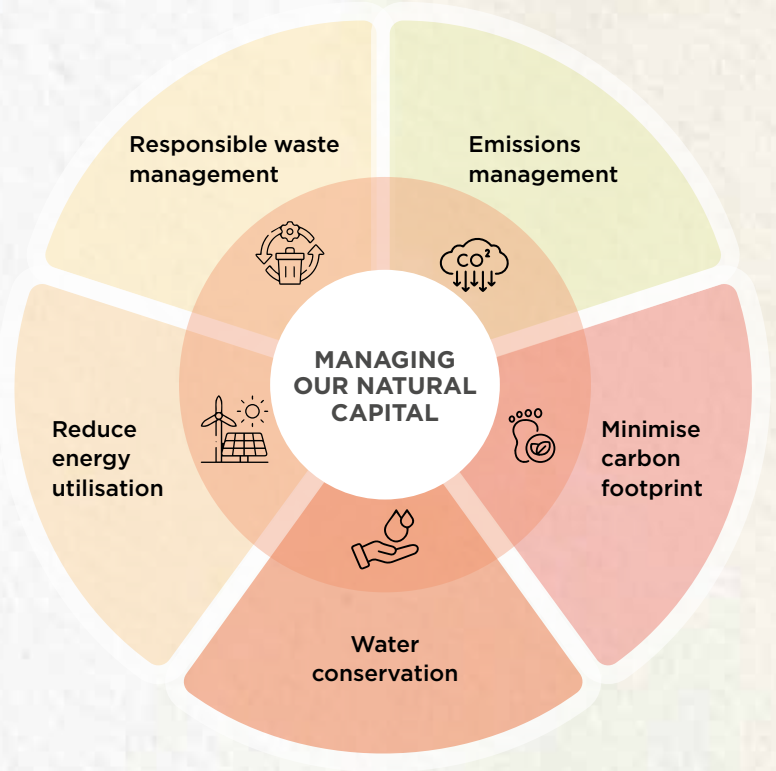 Responsible waste
management
Emissions
management
CO²
MANAGING
OUR NATURAL
CAPITAL
Reduce
energy
utilisation
Minimise
carbon
footprint
Water
conservation